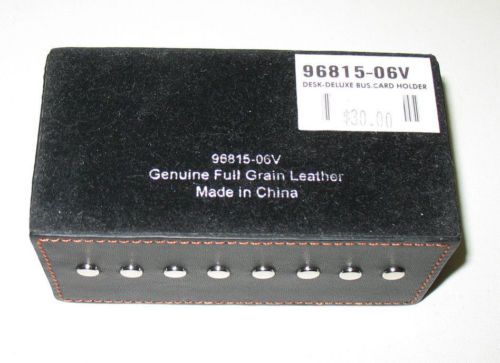 96815-06V
DESK-DELUXE BUS.CARD HOLDER
$30.00
96815-06V
Genuine Full Grain Leather
Made in China